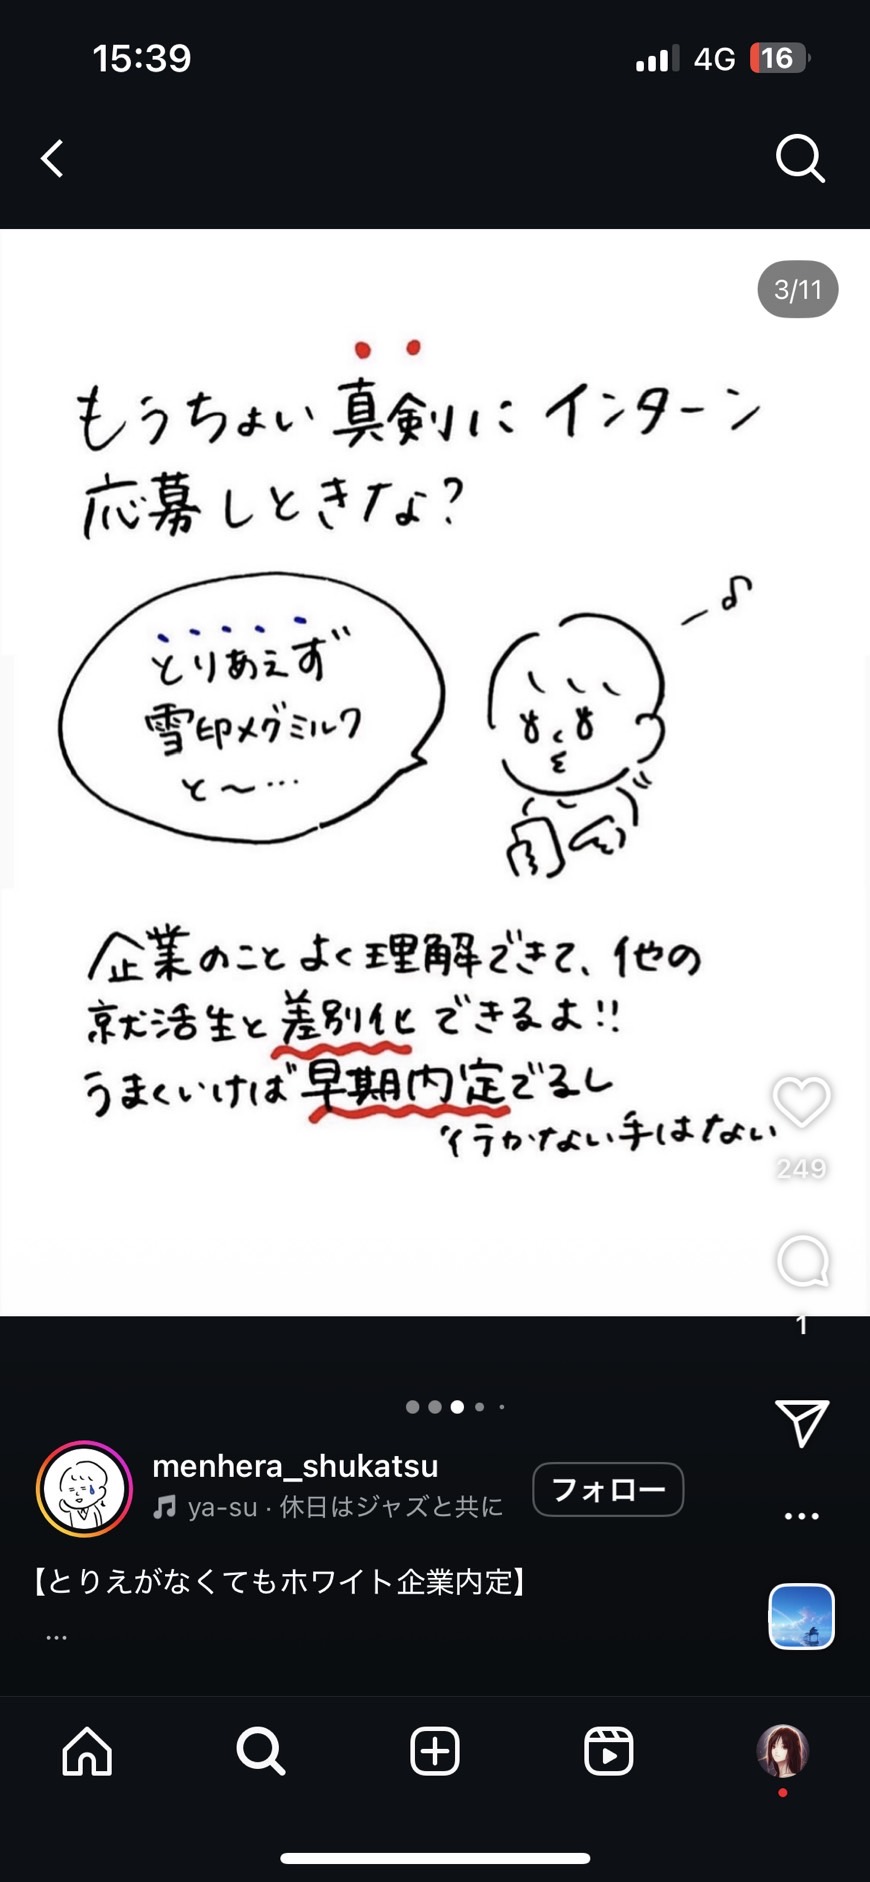 15:39
4G 16
3/11
もうちょい真剣にインターン
応募しときな?
とりあえず
雪印メグミルク
と〜…
企業のことよく理解できて、他の
就活生と差別化できるよ!!
うまくいけば早期内定でるし
行かない手はない
249
1
menhera_shukatsu
ya-su · 休日はジャズと共に
フォロー
【とりえがなくてもホワイト企業内定】
...